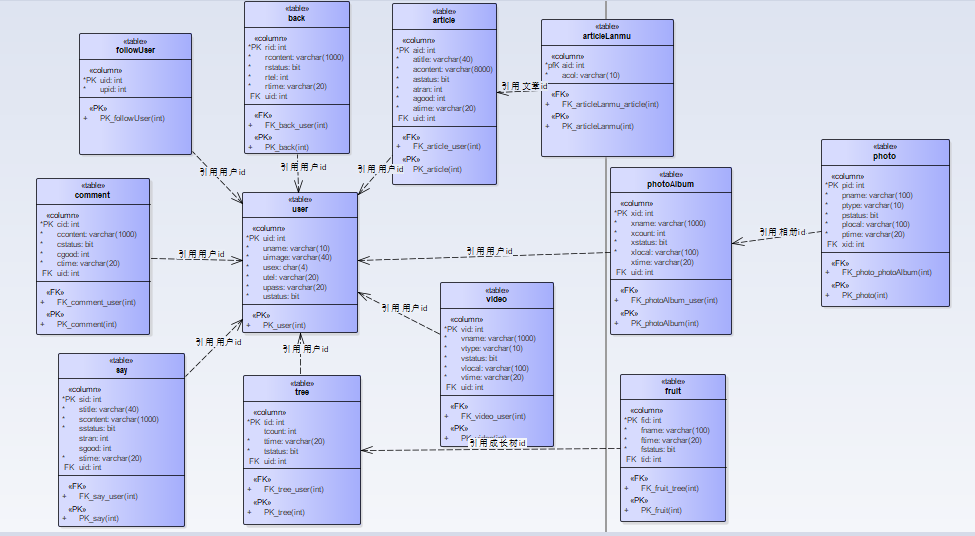 «table»
followUser
«column»
*PK uid: int
* upid: int
«PK»
+ PK_followUser(int)
«table»
back
«column»
*PK rid: int
* rcontent: varchar(1000)
* rstatus: bit
* rtel: int
* rtime: varchar(20)
FK uid: int
«FK»
+ FK_back_user(int)
«PK»
+ PK_back(int)
«table»
article
«column»
*PK aid: int
* atitle: varchar(40)
* acontent: varchar(8000)
* astatus: bit
* atran: int
* agood: int
* atime: varchar(20)
FK uid: int
«FK»
+ FK_article_user(int)
«PK»
+ PK_article(int)
«table»
articleLanmu
«column»
*pfK aid: int
* acol: varchar(10)
«FK»
+ FK_articleLanmu_article(int)
«PK»
+ PK_articleLanmu(int)
引用文章id
引用用户id
引用用户id
引用用户id
«table»
comment
«column»
*PK cid: int
* ccontent: varchar(1000)
* cstatus: bit
* cgood: int
* ctime: varchar(20)
FK uid: int
«FK»
+ FK_comment_user(int)
«PK»
+ PK_comment(int)
引用用户id
«table»
user
«column»
*PK uid: int
* uname: varchar(10)
* uimage: varchar(40)
* usex: char(4)
* utel: varchar(20)
* upass: varchar(20)
* ustatus: bit
«PK»
+ PK_user(int)
引用用户id
«table»
photoAlbum
«column»
*PK xid: int
* xname: varchar(1000)
* xcount: int
* xstatus: bit
* xlocal: varchar(100)
* xtime: varchar(20)
FK uid: int
«FK»
+ FK_photoAlbum_user(int)
«PK»
+ PK_photoAlbum(int)
引用相册id
«table»
photo
«column»
*PK pid: int
* pname: varchar(100)
* ptype: varchar(10)
* pstatus: bit
* plocal: varchar(100)
* ptime: varchar(20)
FK xid: int
«FK»
+ FK_photo_photoAlbum(int)
«PK»
+ PK_photo(int)
引用用户id
引用用户id
引用用户id
«table»
video
«column»
*PK vid: int
* vname: varchar(1000)
* vtype: varchar(10)
* vstatus: bit
* vlocal: varchar(100)
* vtime: varchar(20)
FK uid: int
«FK»
+ FK_video_user(int)
«PK»
«table»
say
«column»
*PK sid: int
* stitle: varchar(40)
* scontent: varchar(1000)
* sstatus: bit
stran: int
sgood: int
* stime: varchar(20)
FK uid: int
«FK»
+ FK_say_user(int)
«PK»
+ PK_say(int)
«table»
tree
«column»
*PK tid: int
tcount: int
* ttime: varchar(20)
* tstatus: bit
FK uid: int
«FK»
+ FK_tree_user(int)
«PK»
+ PK_tree(int)
引用成长树id
«table»
fruit
«column»
*PK fid: int
* fname: varchar(100)
* ftime: varchar(20)
* fstatus: bit
FK tid: int
«FK»
+ FK_fruit_tree(int)
«PK»
+ PK_fruit(int)